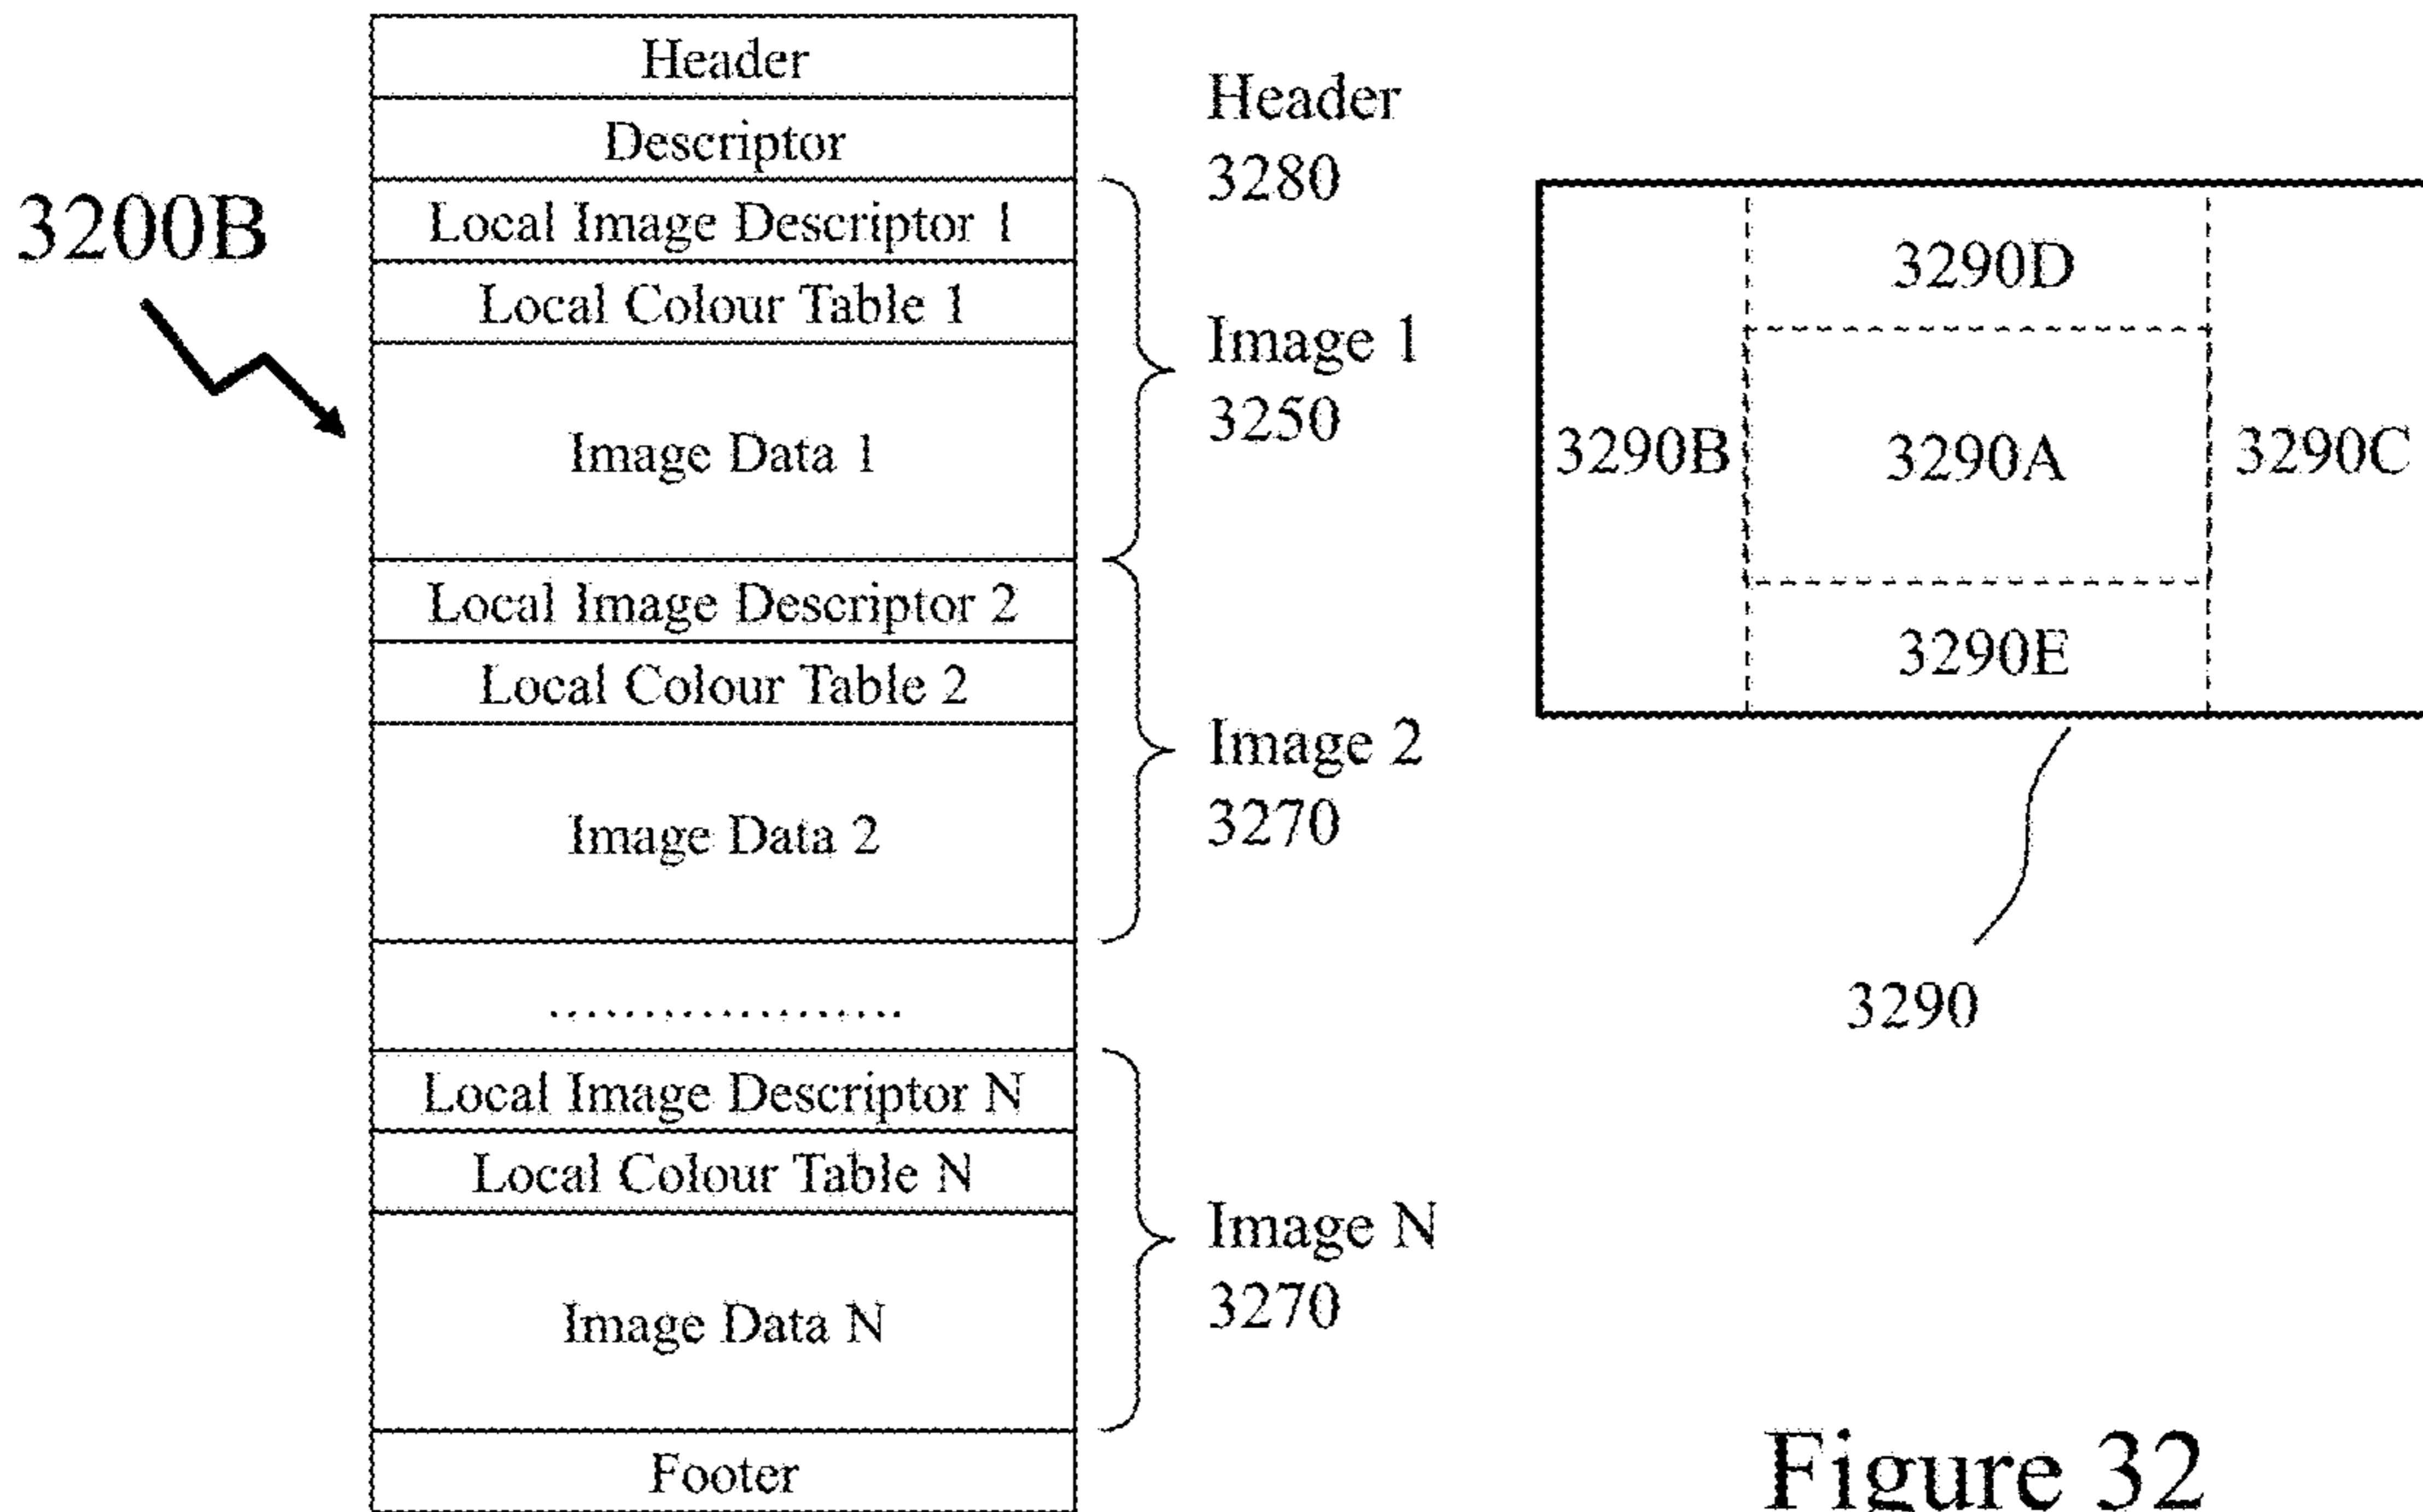 3200B
Header
Descriptor
Local Image Descriptor 1
Local Colour Table 1
Image Data 1
Local Image Descriptor 2
Local Colour Table 2
Image Data 2
..................
Local Image Descriptor N
Local Colour Table N
Image Data N
Footer
Header
3280
Image 1
3250
Image 2
3270
Image N
3270
3290D
3290B
3290A
3290C
3290E
3290
Figure 32